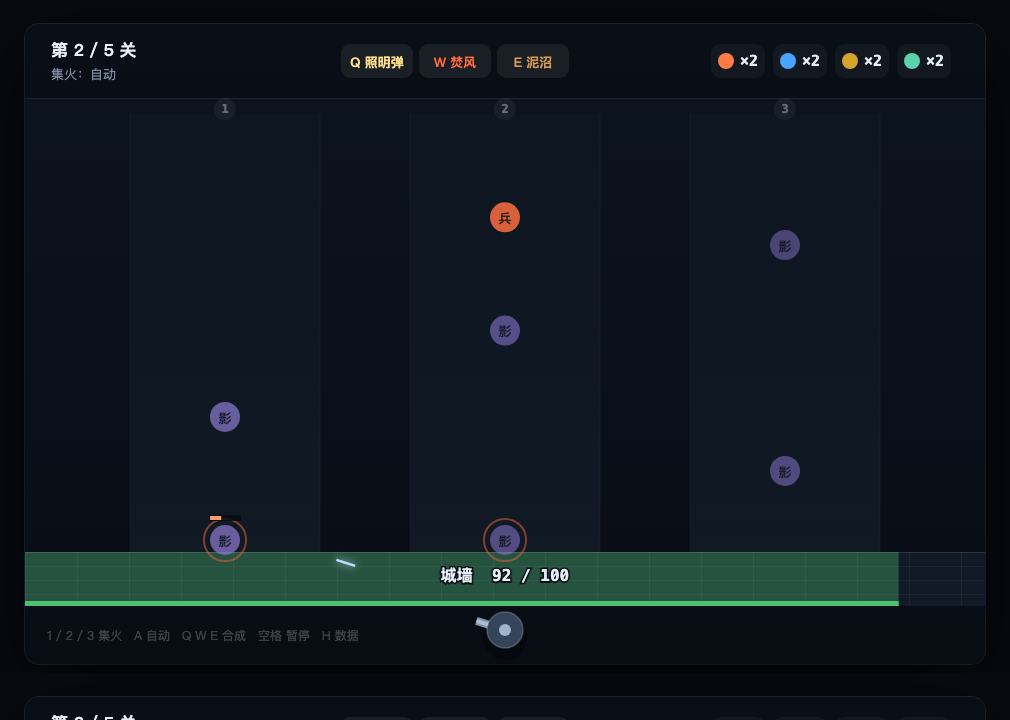 第 2 / 5 关
集火: 自动
Q 照明弹 W 焚风 E 泥沼
×2 ×2 ×2 ×2
1 2 3
兵
影
影
影
影
影 影
城墙 92 / 100
1 / 2 / 3 集火 A 自动 Q W E 合成 空格 暂停 H 数据